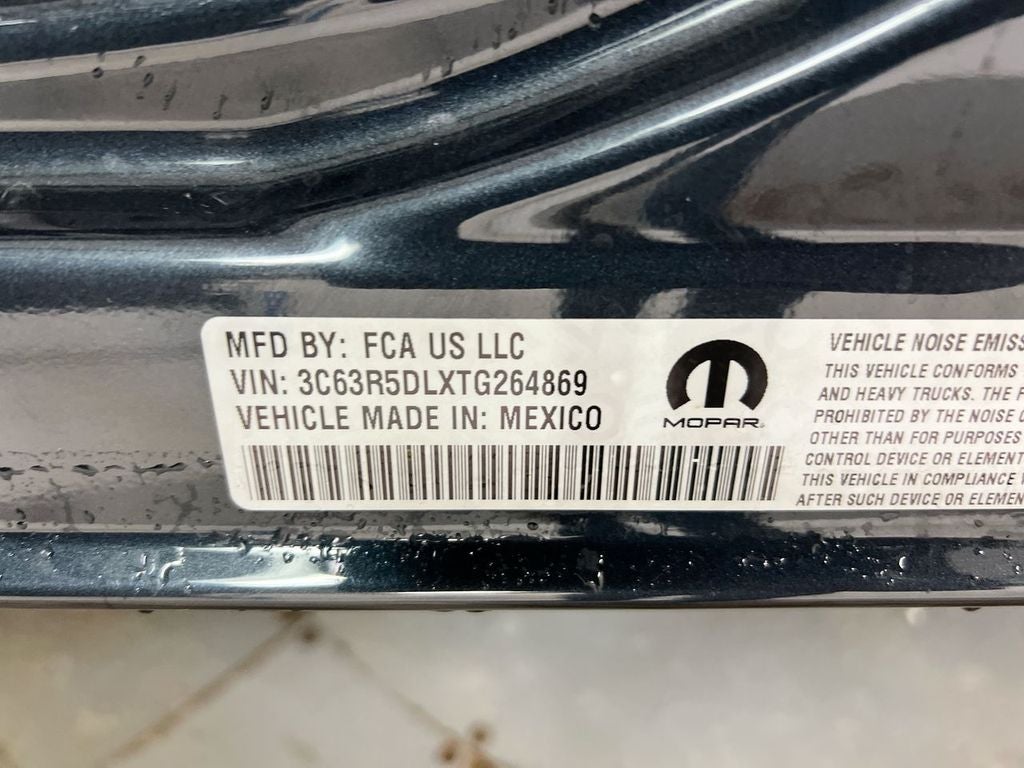 MFD BY: FCA US LLC
VIN: 3C63R5DLXTG264869
VEHICLE MADE IN: MEXICO
MOPAR
VEHICLE NOISE EMISS
THIS VEHICLE CONFORMS
AND HEAVY TRUCKS. THE F
PROHIBITED BY THE NOISE C
OTHER THAN FOR PURPOSES
CONTROL DEVICE OR ELEMENT
THIS VEHICLE IN COMPLIANCE W
AFTER SUCH DEVICE OR ELEMEN